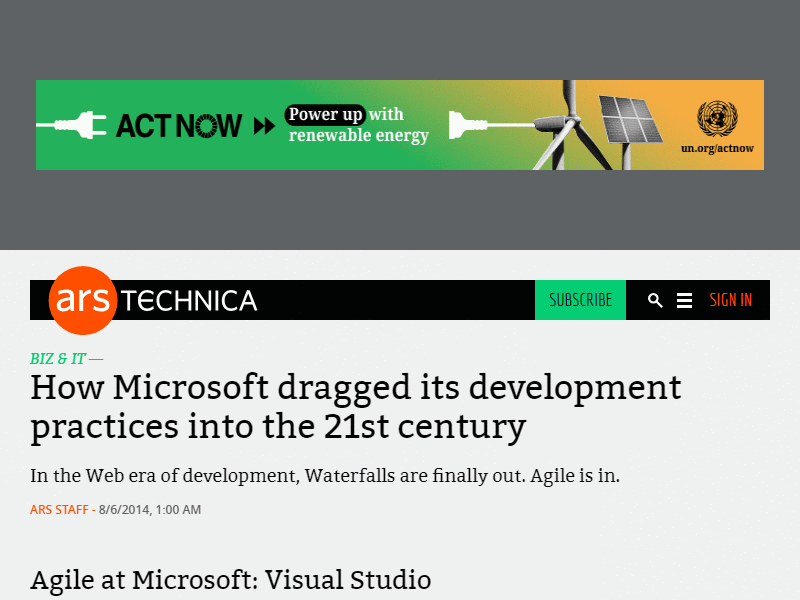 ACT NOW
Power up with
renewable energy
un.org/actnow
ars TECHNICA
SUBSCRIBE
SIGN IN
BIZ & IT —
How Microsoft dragged its development
practices into the 21st century
In the Web era of development, Waterfalls are finally out. Agile is in.
ARS STAFF - 8/6/2014, 1:00 AM
Agile at Microsoft: Visual Studio